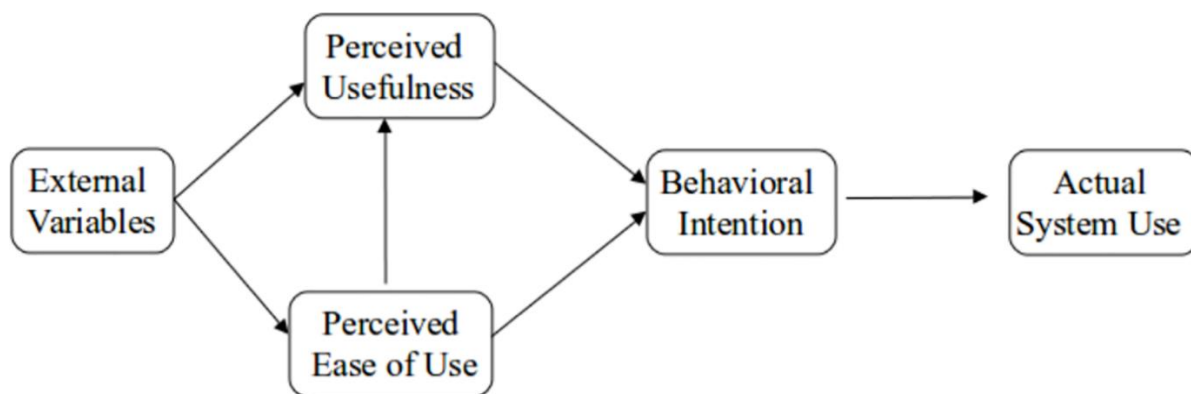 Perceived
Usefulness
External
Variables
Behavioral
Intention
Actual
System Use
Perceived
Ease of Use